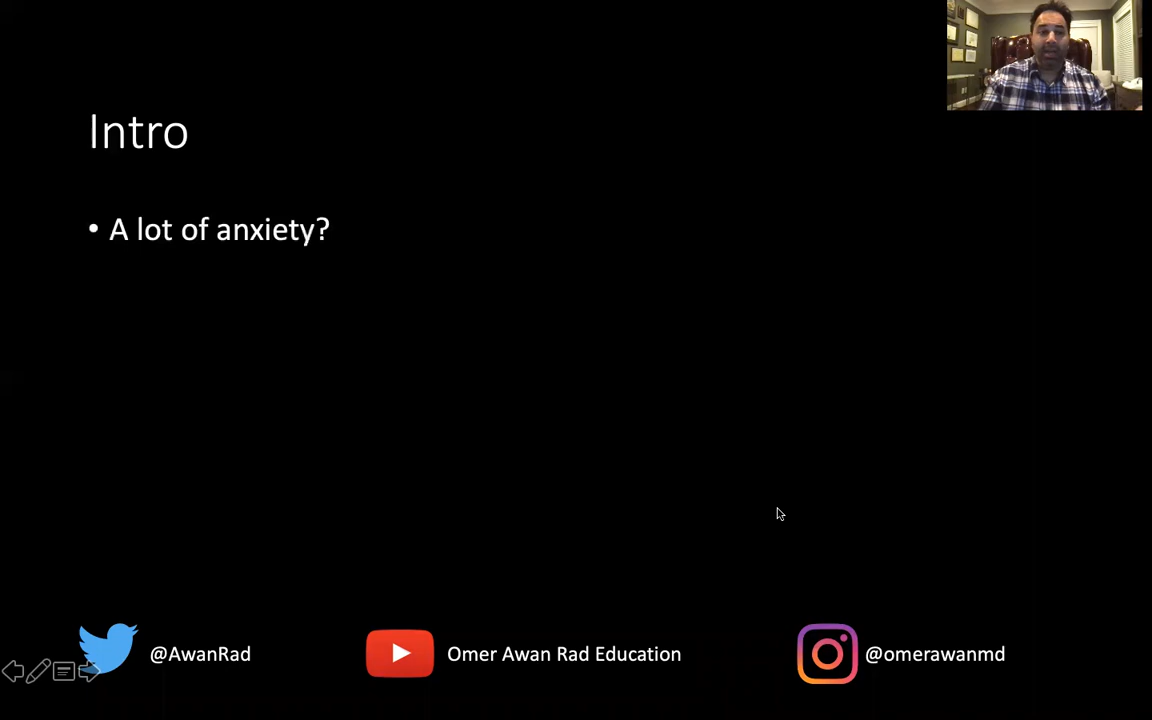 Intro
• A lot of anxiety?
@AwanRad
Omer Awan Rad Education
@omerawanmd